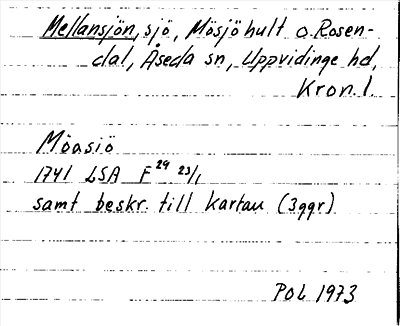 Mellansjön, sjö, Mösjöhult o. Rosen-
dal, Åseda sn, Uppvidinge hd,
Kron. l.
Möasiö
1741 LSA F 29 23/1
samt beskr. till kartan (3ggr)
POL 1973